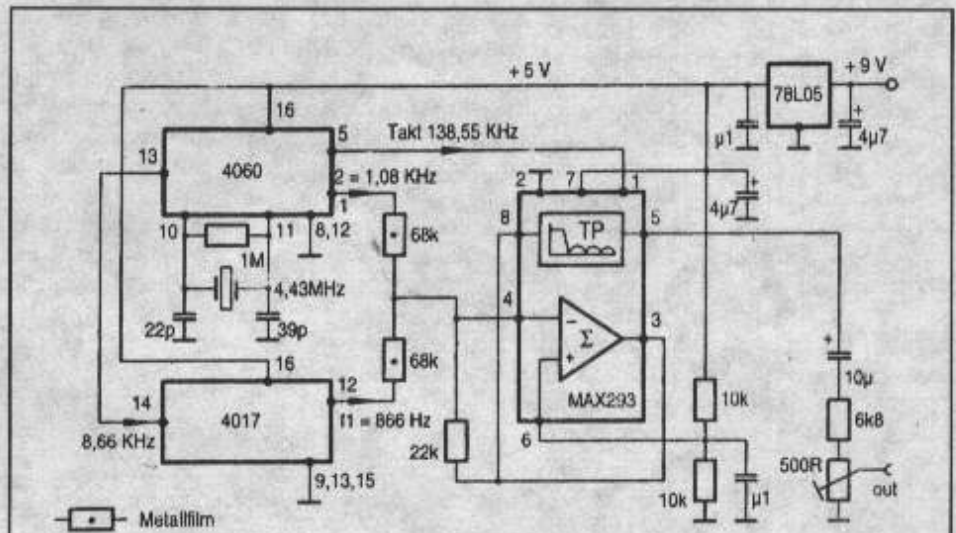 + 5 V
78L05
+9 V
16
13
4060
5
Takt 138,55 KHz
2 = 1,08 KHz
1
10
11
8,12
1M
4,43MHz
22p
39p
68k
68k
µ1
4µ7
4µ7
2
7
1
8
TP
5
4
Σ
3
MAX293
6
10k
10k
µ1
10µ
6k8
500R
out
16
14
4017
12
f1 = 866 Hz
8,66 KHz
9,13,15
22k
Metallfilm